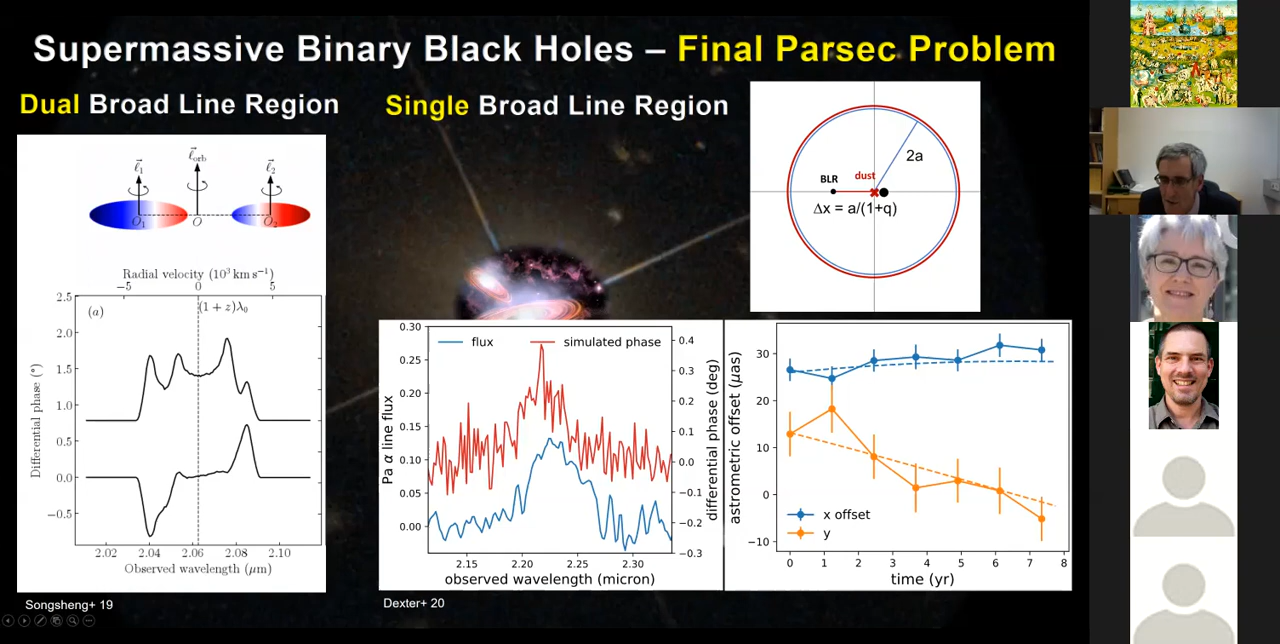 Supermassive Binary Black Holes – Final Parsec Problem
Dual Broad Line Region
Single Broad Line Region
ℓ⃗1 ℓ⃗orb ℓ⃗2
O1 O O2
Radial velocity (10³ km s⁻¹)
−5 0 5
(a)
(1 + z)λ0
Differential phase (°)
2.5
2.0
1.5
1.0
0.5
0.0
−0.5
2.02 2.04 2.06 2.08 2.10
Observed wavelength (μm)
Songsheng+ 19
2a
BLR
dust
Δx = a/(1+q)
flux simulated phase
Pa α line flux
0.30
0.25
0.20
0.15
0.10
0.05
0.00
0.4
0.3
0.2
0.1
0.0
−0.1
−0.2
−0.3
differential phase (deg)
2.15 2.20 2.25 2.30
observed wavelength (micron)
Dexter+ 20
astrometric offset (μas)
30
20
10
0
−10
x offset
y
0 1 2 3 4 5 6 7 8
time (yr)